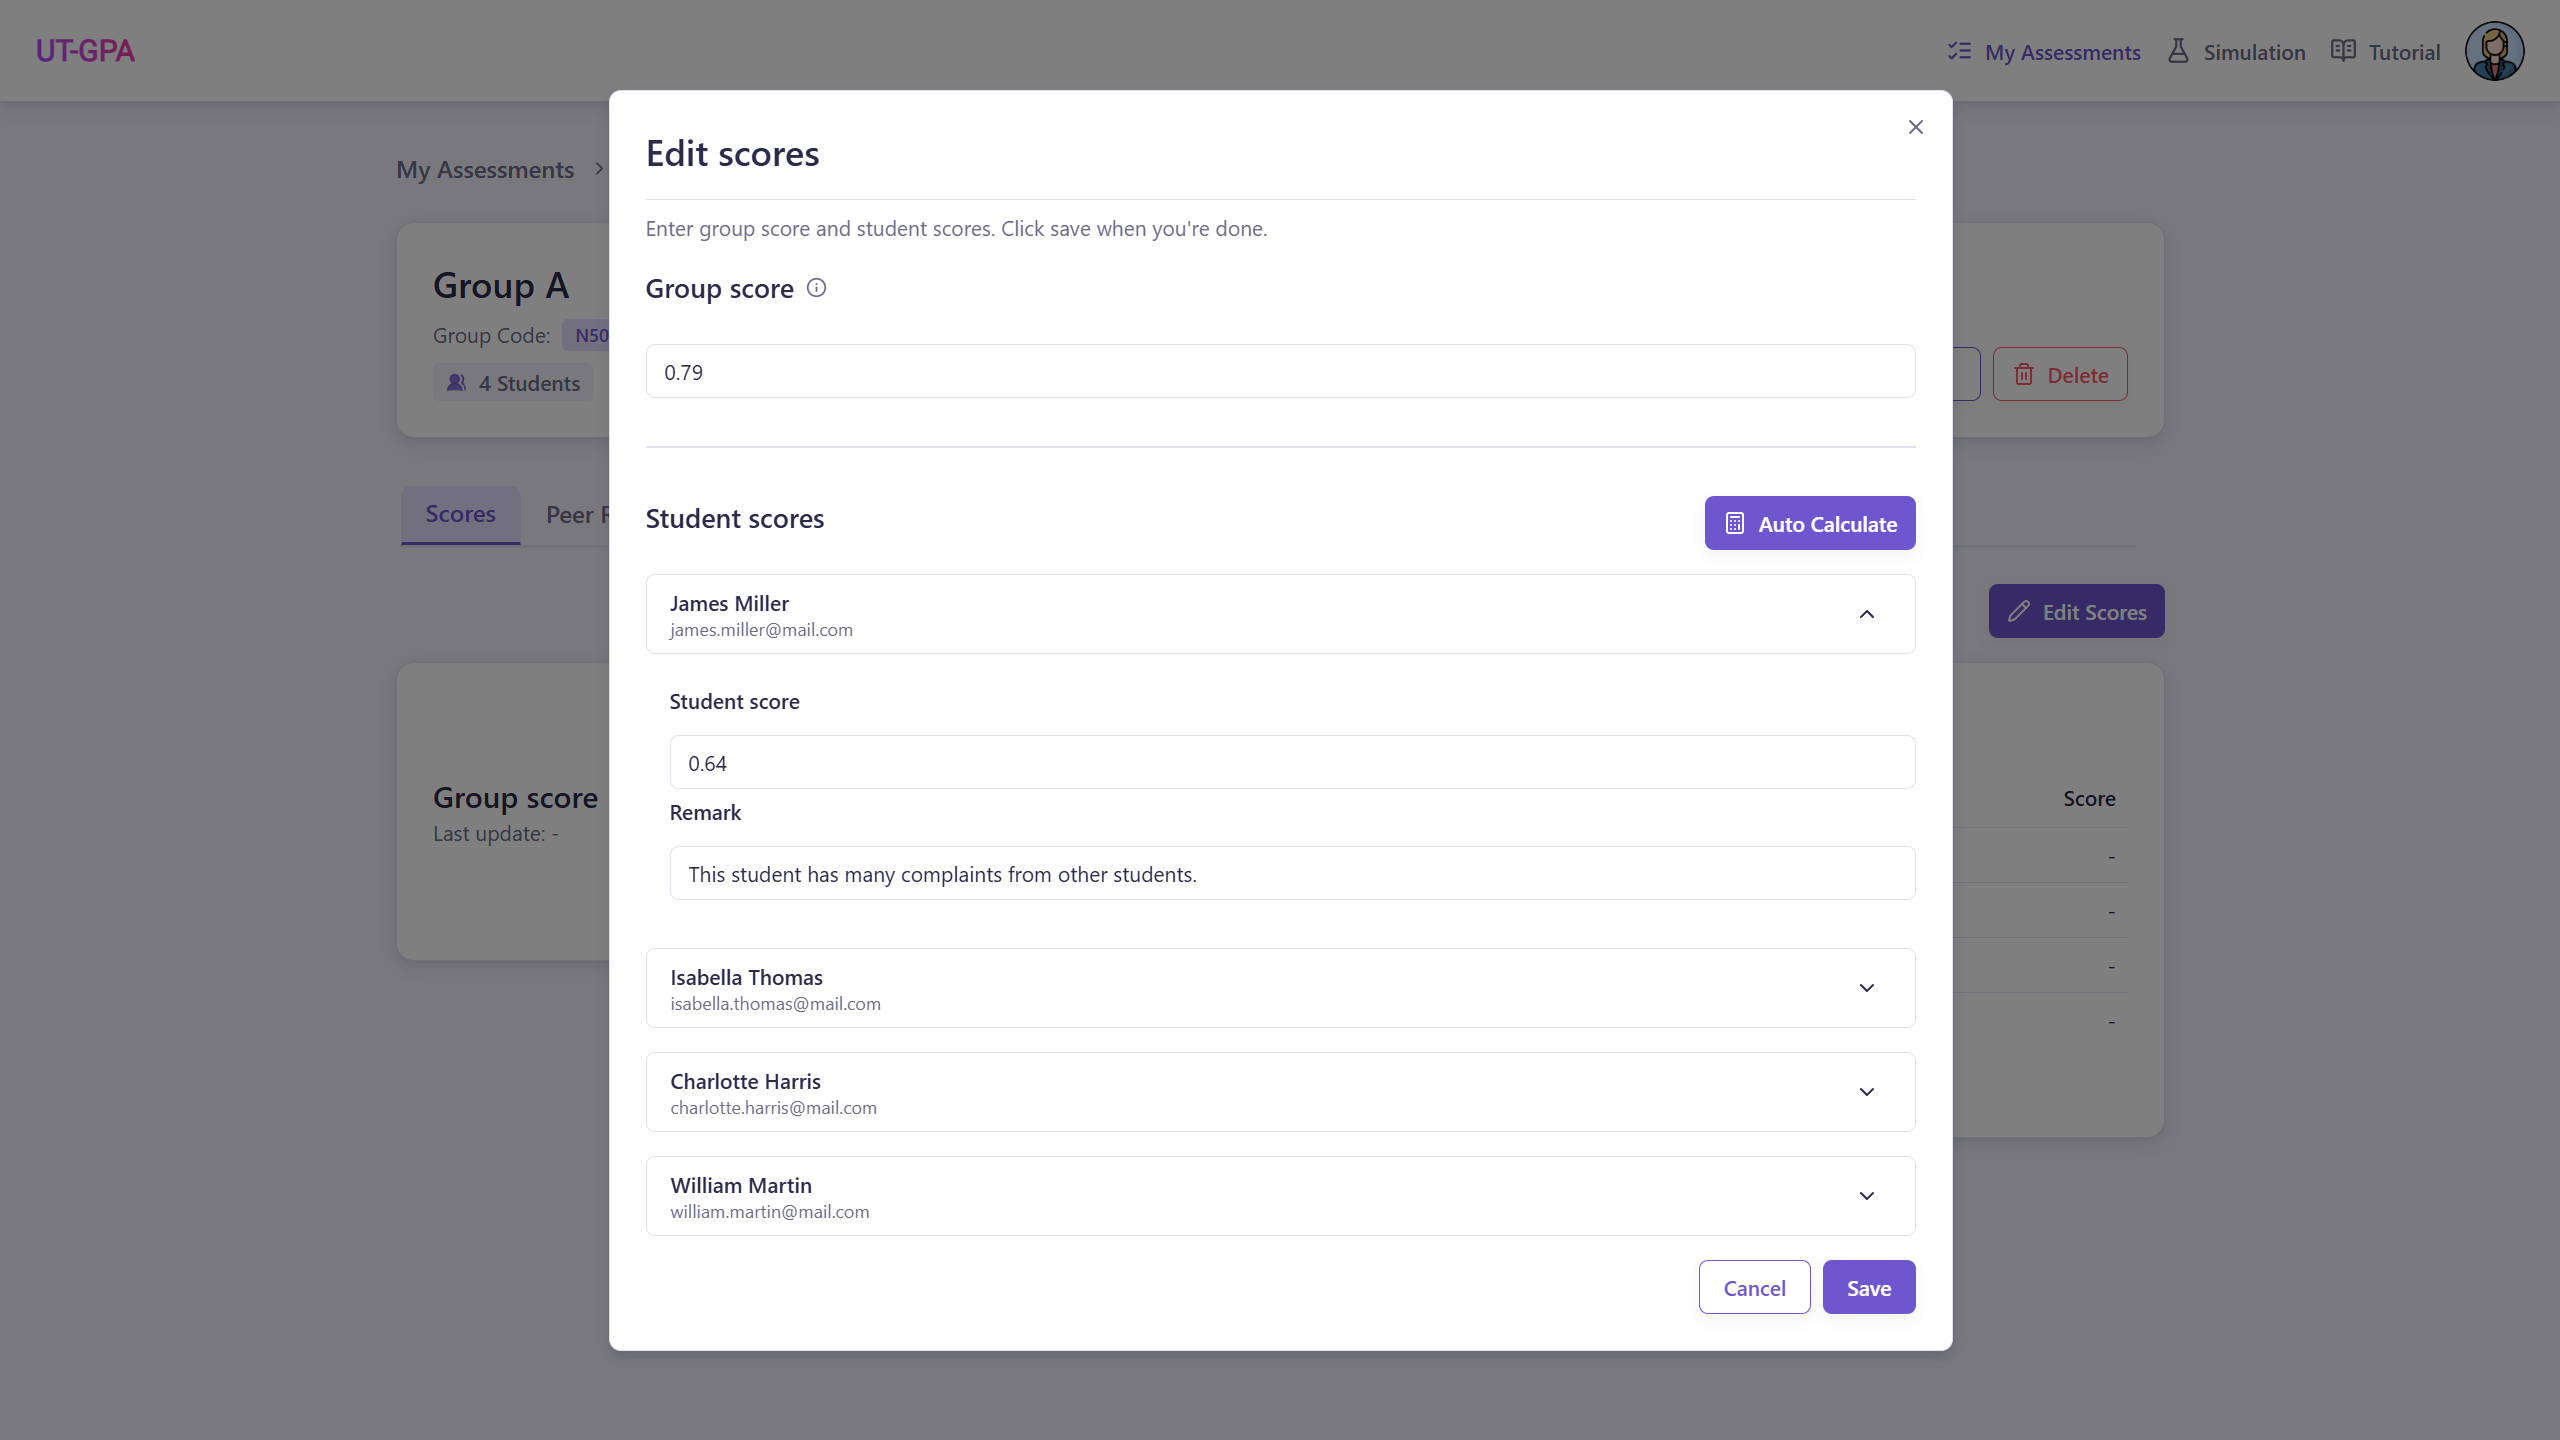 UT-GPA
My Assessments
Simulation
Tutorial
My Assessments
Group A
Group Code: N50
4 Students
Delete
Scores
Peer
Edit Scores
Group score
Last update: -
Score
-
-
-
-
Edit scores
Enter group score and student scores. Click save when you're done.
Group score
0.79
Student scores
Auto Calculate
James Miller
james.miller@mail.com
Student score
0.64
Remark
This student has many complaints from other students.
Isabella Thomas
isabella.thomas@mail.com
Charlotte Harris
charlotte.harris@mail.com
William Martin
william.martin@mail.com
Cancel
Save